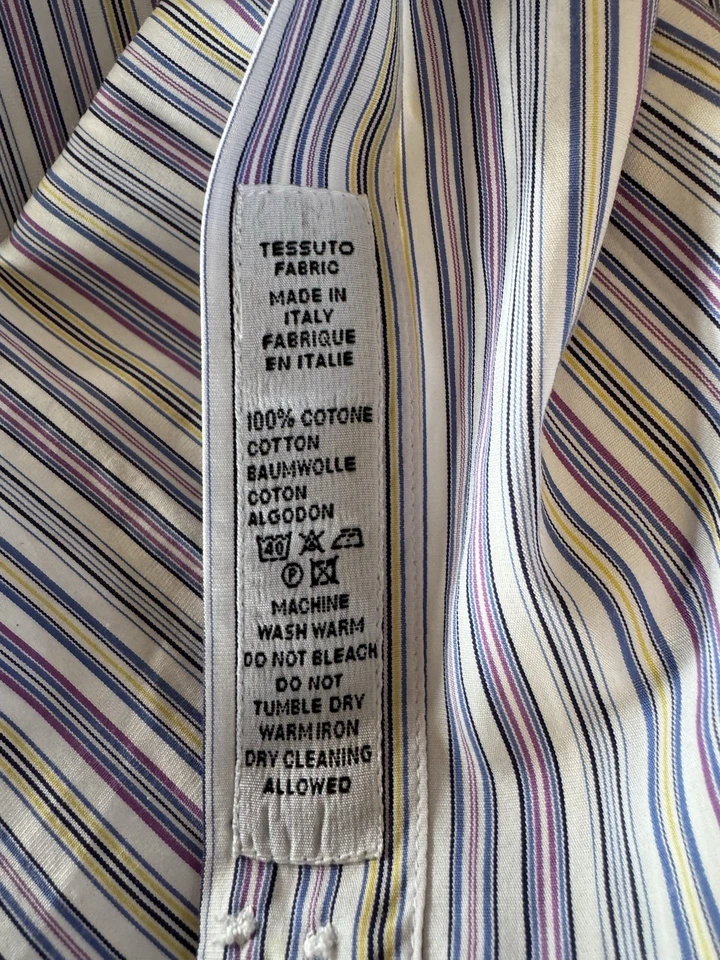 TESSUTO
FABRIC
MADE IN
ITALY
FABRIQUE
EN ITALIE
100% COTONE
COTTON
BAUMWOLLE
COTON
ALGODON
40
P
MACHINE
WASH WARM
DO NOT BLEACH
DO NOT
TUMBLE DRY
WARM IRON
DRY CLEANING
ALLOWED